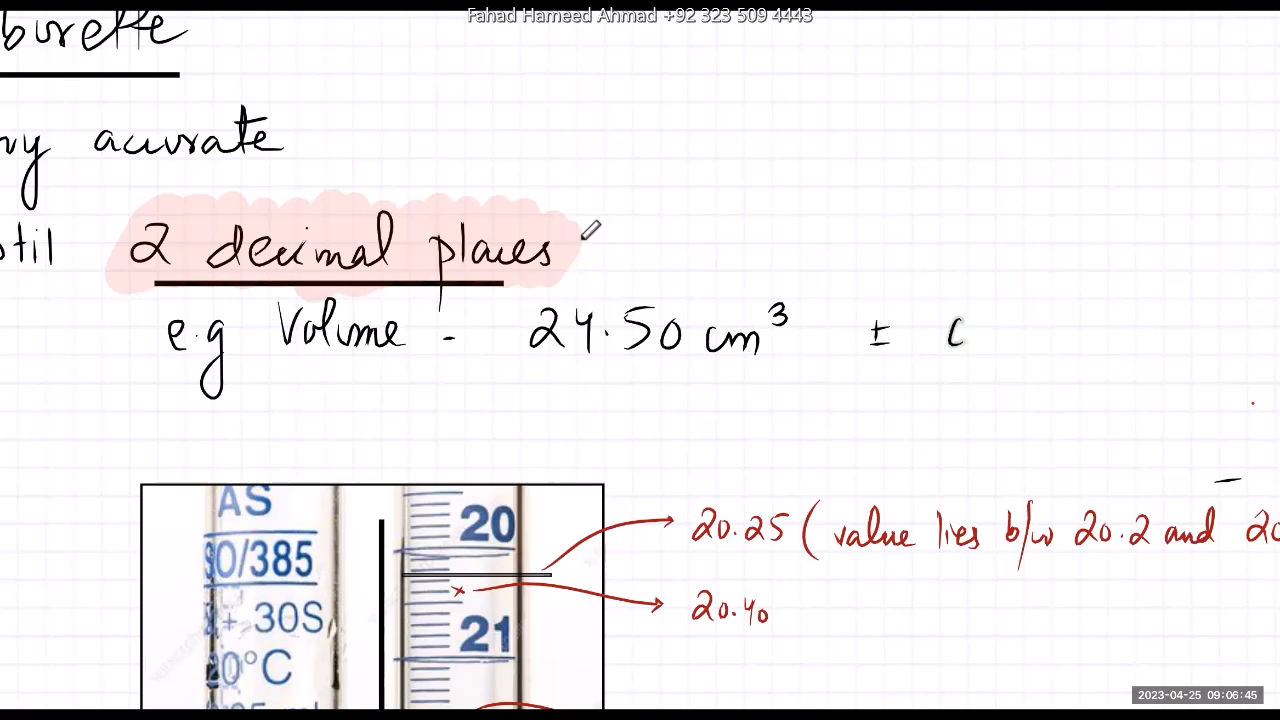 Fahad Hameed Ahmad +92 323 509 4443
burette
accurate
2 decimal places
e.g Volume - 24.50 cm³ ±
AS
90/385
+ 30S
20°C
20
21
20.25 (value lies b/w 20.2 and
20.40
2023-04-25 09:06:45